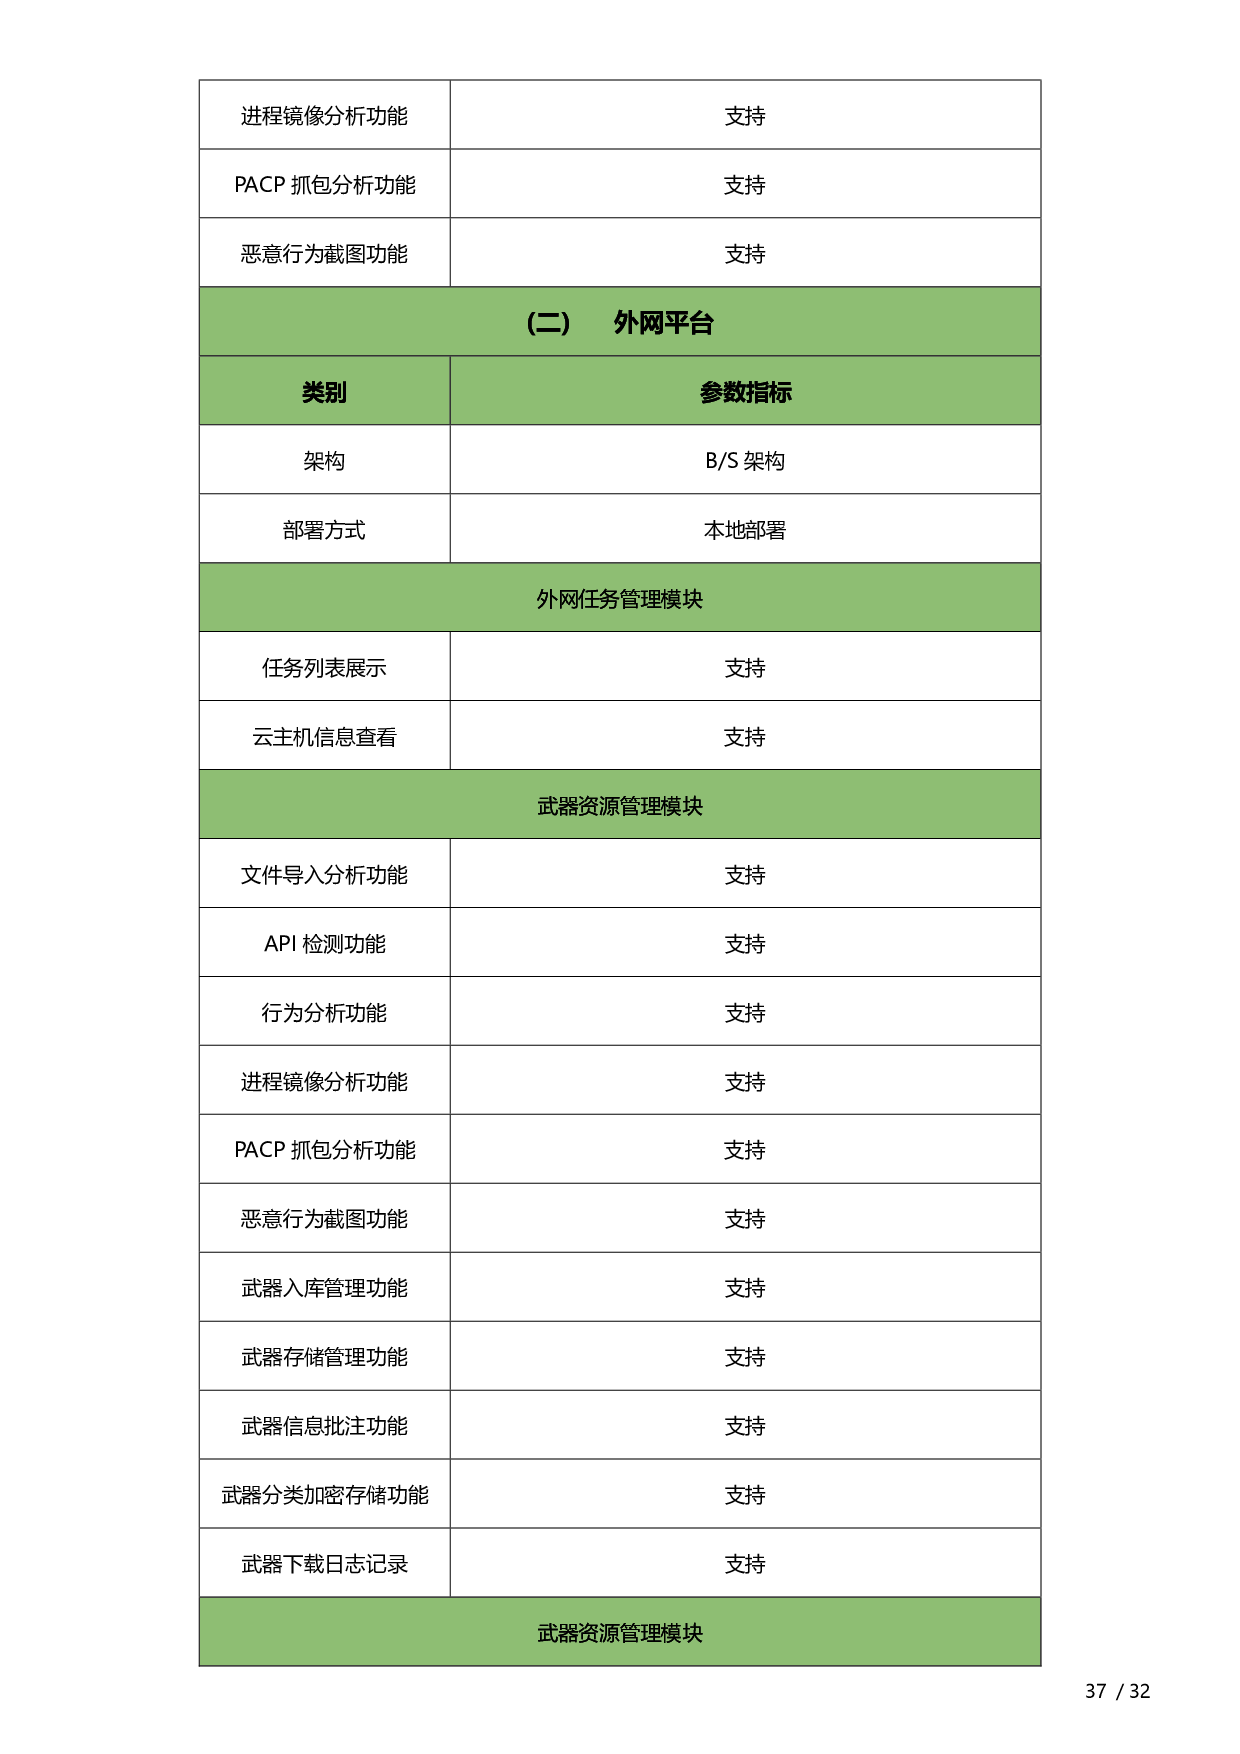 进程镜像分析功能 支持
PACP 抓包分析功能 支持
恶意行为截图功能 支持
(二) 外网平台
类别 参数指标
架构 B/S 架构
部署方式 本地部署
外网任务管理模块
任务列表展示 支持
云主机信息查看 支持
武器资源管理模块
文件导入分析功能 支持
API 检测功能 支持
行为分析功能 支持
进程镜像分析功能 支持
PACP 抓包分析功能 支持
恶意行为截图功能 支持
武器入库管理功能 支持
武器存储管理功能 支持
武器信息批注功能 支持
武器分类加密存储功能 支持
武器下载日志记录 支持
武器资源管理模块
37 / 32